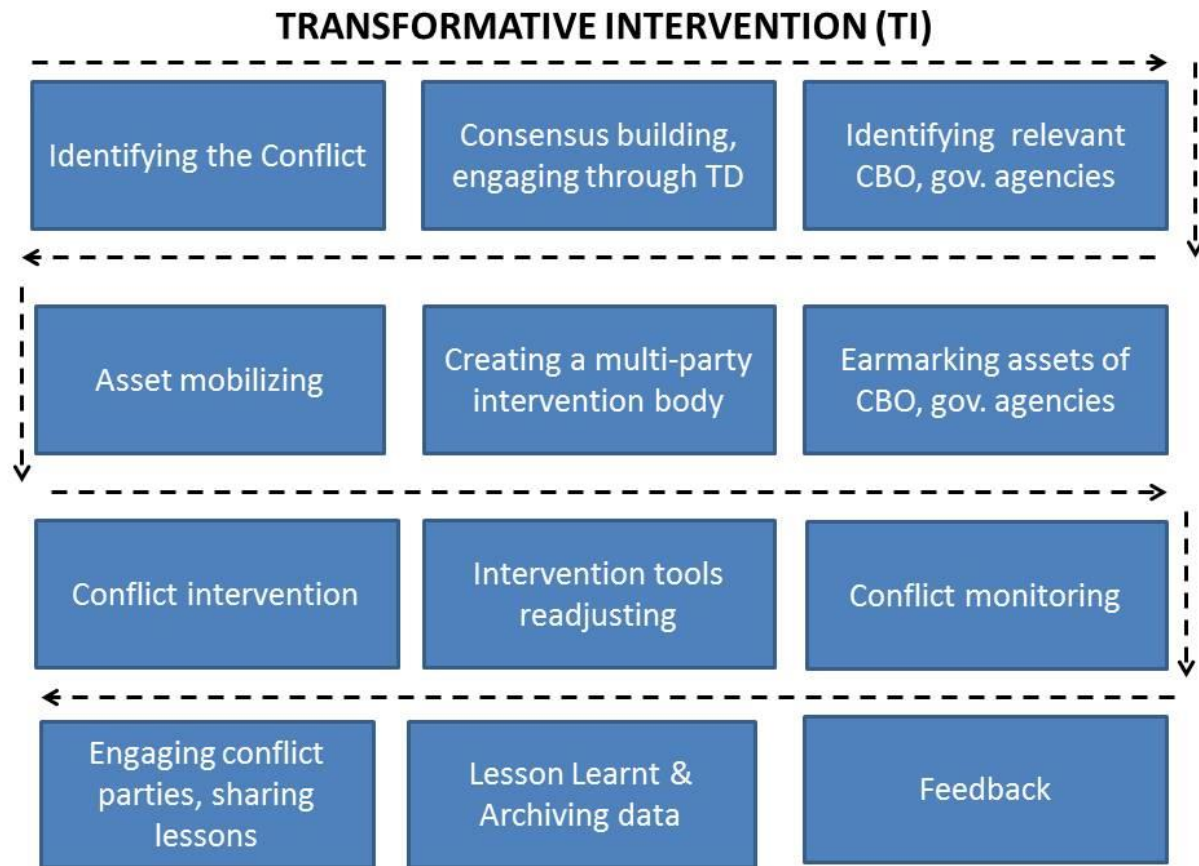 TRANSFORMATIVE INTERVENTION (TI)
Identifying the Conflict
Consensus building,
engaging through TD
Identifying relevant
CBO, gov. agencies
Asset mobilizing
Creating a multi-party
intervention body
Earmarking assets of
CBO, gov. agencies
Conflict intervention
Intervention tools
readjusting
Conflict monitoring
Engaging conflict
parties, sharing
lessons
Lesson Learnt &
Archiving data
Feedback